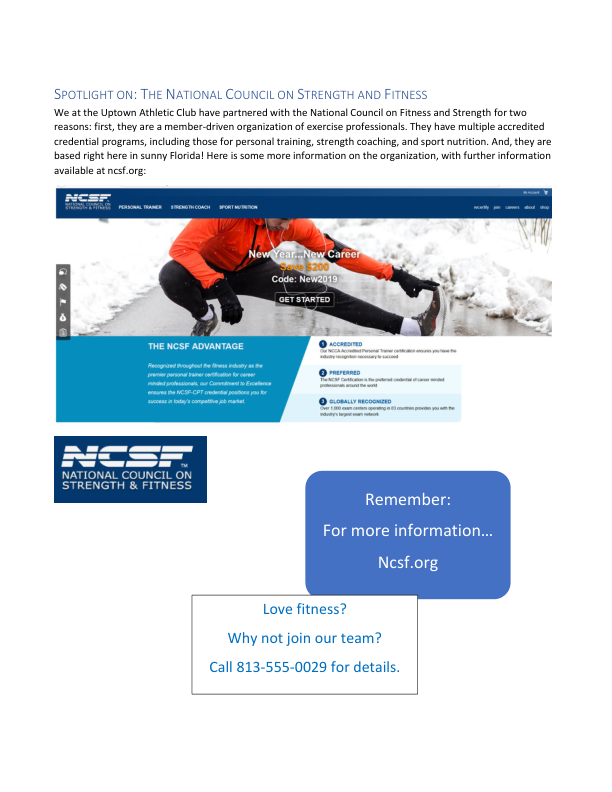 SPOTLIGHT ON: THE NATIONAL COUNCIL ON STRENGTH AND FITNESS
We at the Uptown Athletic Club have partnered with the National Council on Fitness and Strength for two
reasons: first, they are a member-driven organization of exercise professionals. They have multiple accredited
credential programs, including those for personal training, strength coaching, and sport nutrition. And, they are
based right here in sunny Florida! Here is some more information on the organization, with further information
available at ncsf.org:
My Account
NCSF
NATIONAL COUNCIL ON
STRENGTH & FITNESS
PERSONAL TRAINER STRENGTH COACH SPORT NUTRITION
recertify join careers about shop
New Year...New Career
Save $200
Code: New2019
GET STARTED
THE NCSF ADVANTAGE
Recognized throughout the fitness industry as the
premier personal trainer certification for career
minded professionals, our Commitment to Excellence
ensures the NCSF-CPT credential positions you for
success in today's competitive job market.
1 ACCREDITED
Our NCCA Accredited Personal Trainer certification ensures you have the
industry recognition necessary to succeed
2 PREFERRED
The NCSF Certification is the preferred credential of career minded
professionals around the world
3 GLOBALLY RECOGNIZED
Over 1,000 exam centers operating in 63 countries provides you with the
industry's largest exam network
NCSF
TM
NATIONAL COUNCIL ON
STRENGTH & FITNESS
Remember:
For more information…
Ncsf.org
Love fitness?
Why not join our team?
Call 813-555-0029 for details.